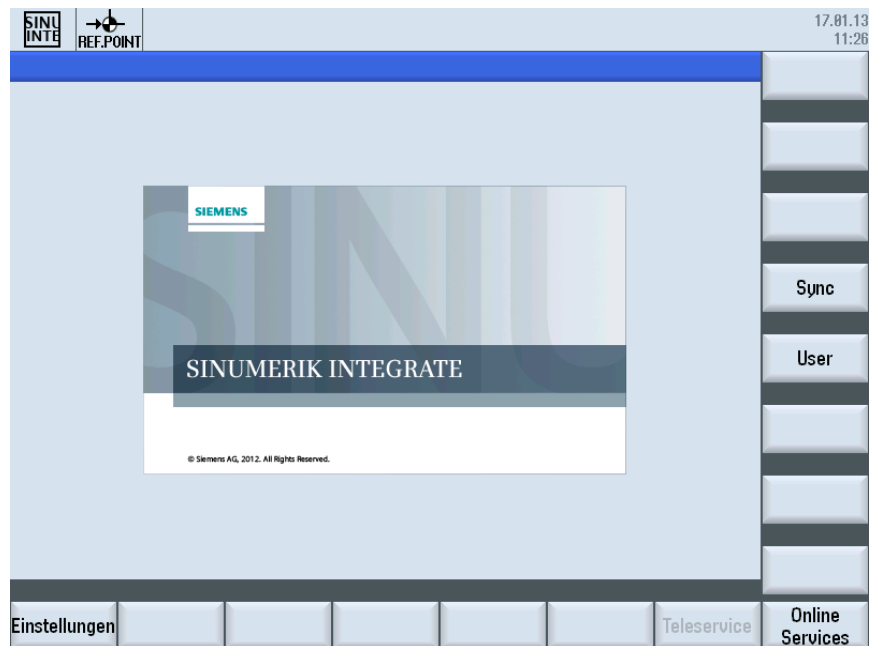 SINU
INTE
REF.POINT
17.01.13
11:26
SIEMENS
SINU
SINUMERIK INTEGRATE
© Siemens AG, 2012. All Rights Reserved.
Sync
User
Einstellungen
Teleservice
Online
Services